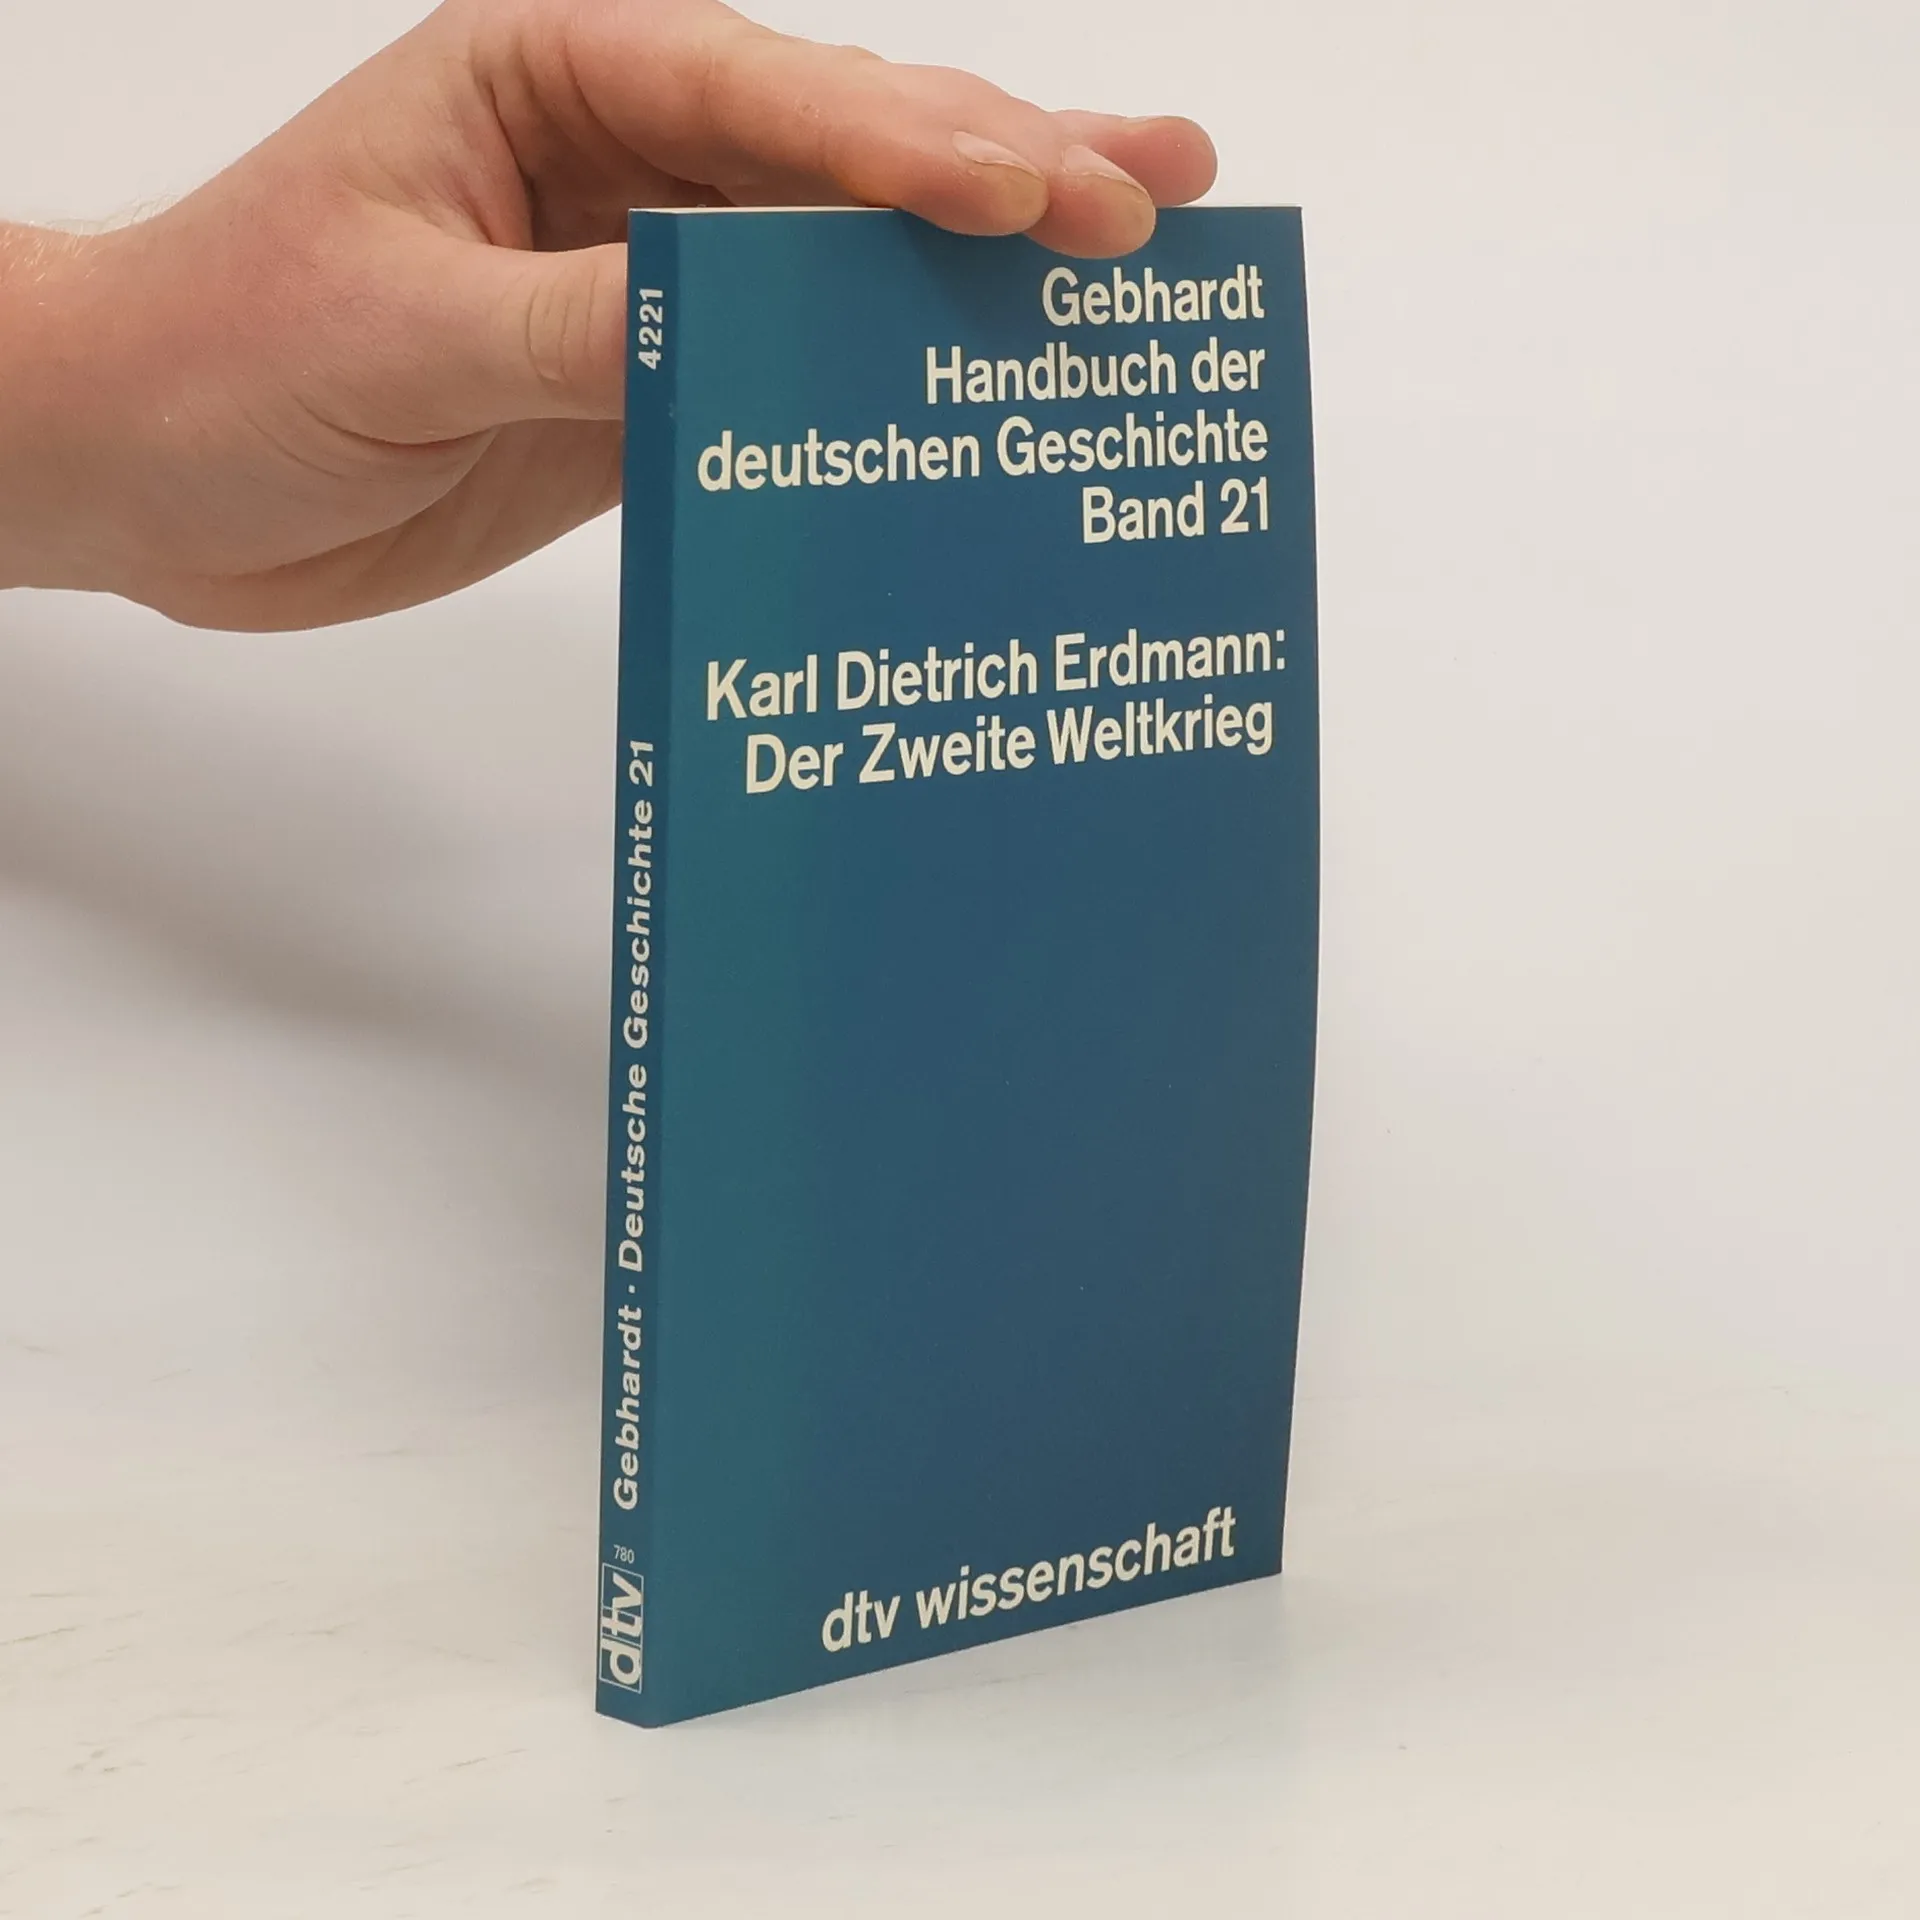 Gebhardt
Handbuch der
deutschen Geschichte
Band 21
Karl Dietrich Erdmann:
Der Zweite Weltkrieg
dtv wissenschaft
4221
Gebhardt · Deutsche Geschichte 21
780
dtv